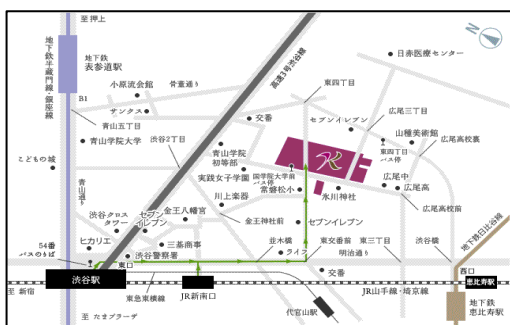 至 押上
地下鉄
表参道駅
地下鉄半蔵門線・銀座線
B1
小原流会館
骨董通り
サンクス
青山五丁目
青山学院大学
渋谷2丁目
こどもの城
青山通り
高速3号渋谷線
交番
東四丁目
セブンイレブン
日赤医療センター
広尾三丁目
山種美術館
広尾高校裏
東四丁目
バス停
青山学院
初等部
実践女子学園
国学院大学前
バス停
常磐松小
氷川神社
広尾中
広尾高
広尾高校前
川上楽器
金王八幡宮
金王神社前
渋谷クロス
タワー
セブン
イレブン
ヒカリエ
三基商事
渋谷警察署
54番
バスのりば
東口
渋谷駅
セブンイレブン
並木橋
ライフ
東交番前
明治通り
東三丁目
渋谷橋
交番
地下鉄日比谷線
西口
恵比寿駅
至 新宿
東急東横線
JR新南口
代官山駅
JR山手線・埼京線
地下鉄
恵比寿駅
至 たまプラーザ